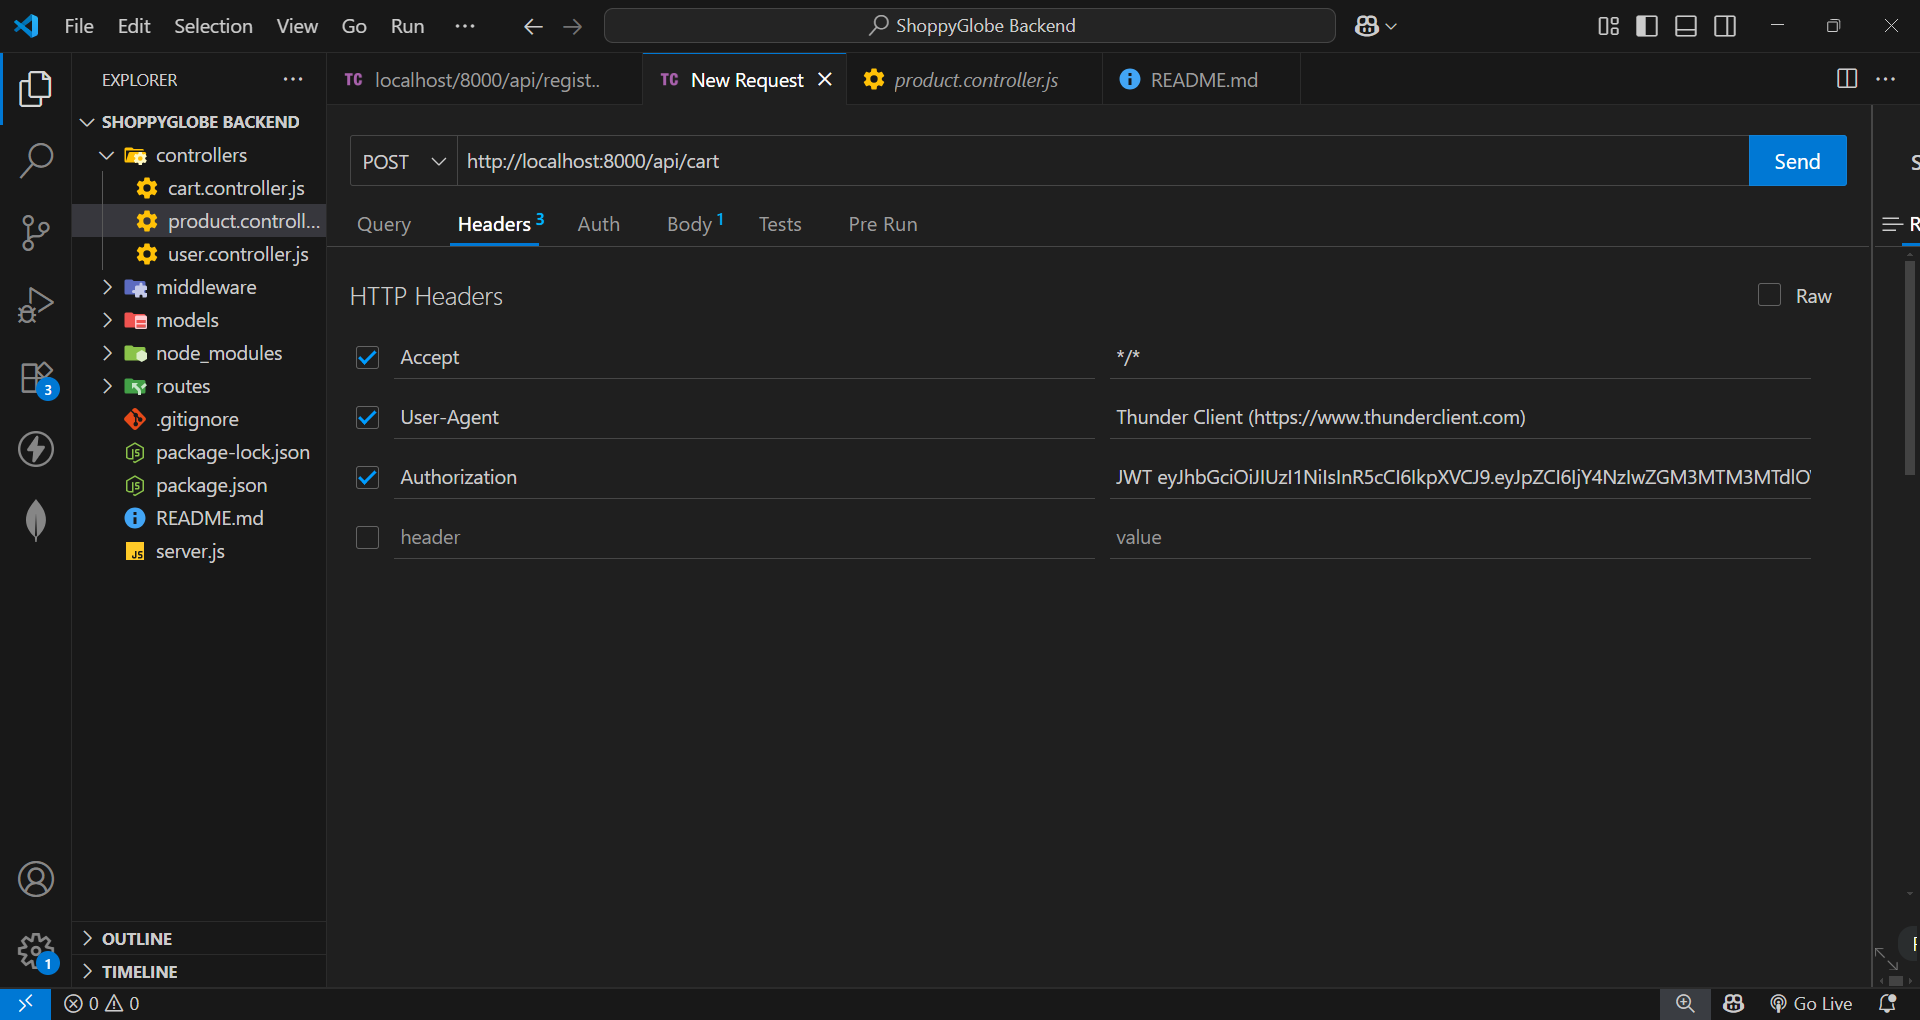 File Edit Selection View Go Run ··· ShoppyGlobe Backend
EXPLORER ···
TC localhost/8000/api/regist... TC New Request product.controller.js README.md ···
SHOPPYGLOBE BACKEND
controllers
cart.controller.js
product.controll...
user.controller.js
middleware
models
node_modules
routes
.gitignore
package-lock.json
package.json
README.md
JS server.js
OUTLINE
TIMELINE
3
1
POST http://localhost:8000/api/cart Send
Query Headers 3 Auth Body 1 Tests Pre Run
HTTP Headers Raw
Accept */*
User-Agent Thunder Client (https://www.thunderclient.com)
Authorization
header value
0 0 Go Live